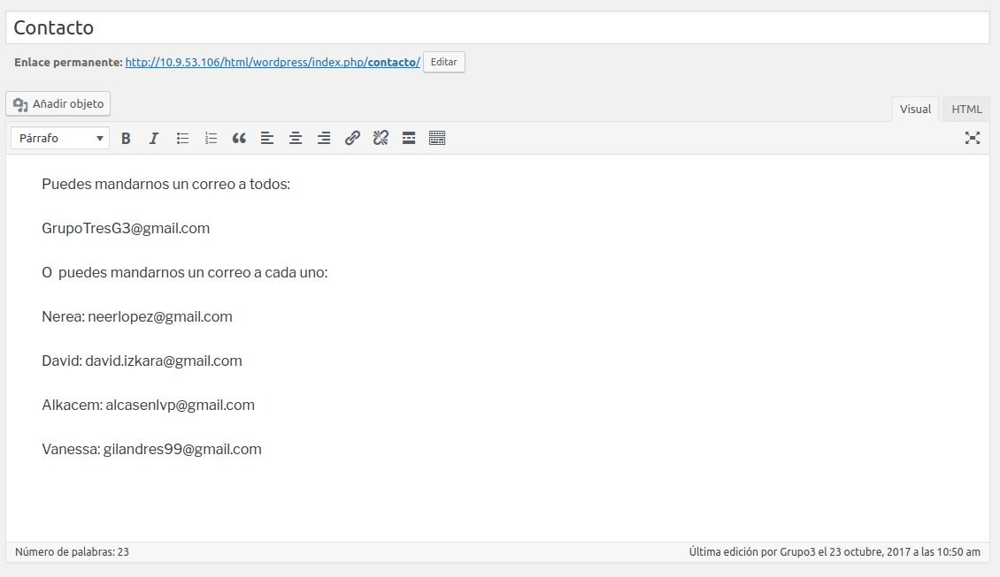 Contacto
Enlace permanente: http://10.9.53.106/html/wordpress/index.php/contacto/ Editar
Añadir objeto
Visual HTML
Párrafo
Puedes mandarnos un correo a todos:
GrupoTresG3@gmail.com
O  puedes mandarnos un correo a cada uno:
Nerea: neerlopez@gmail.com
David: david.izkara@gmail.com
Alkacem: alcasenlvp@gmail.com
Vanessa: gilandres99@gmail.com
Número de palabras: 23 Última edición por Grupo3 el 23 octubre, 2017 a las 10:50 am